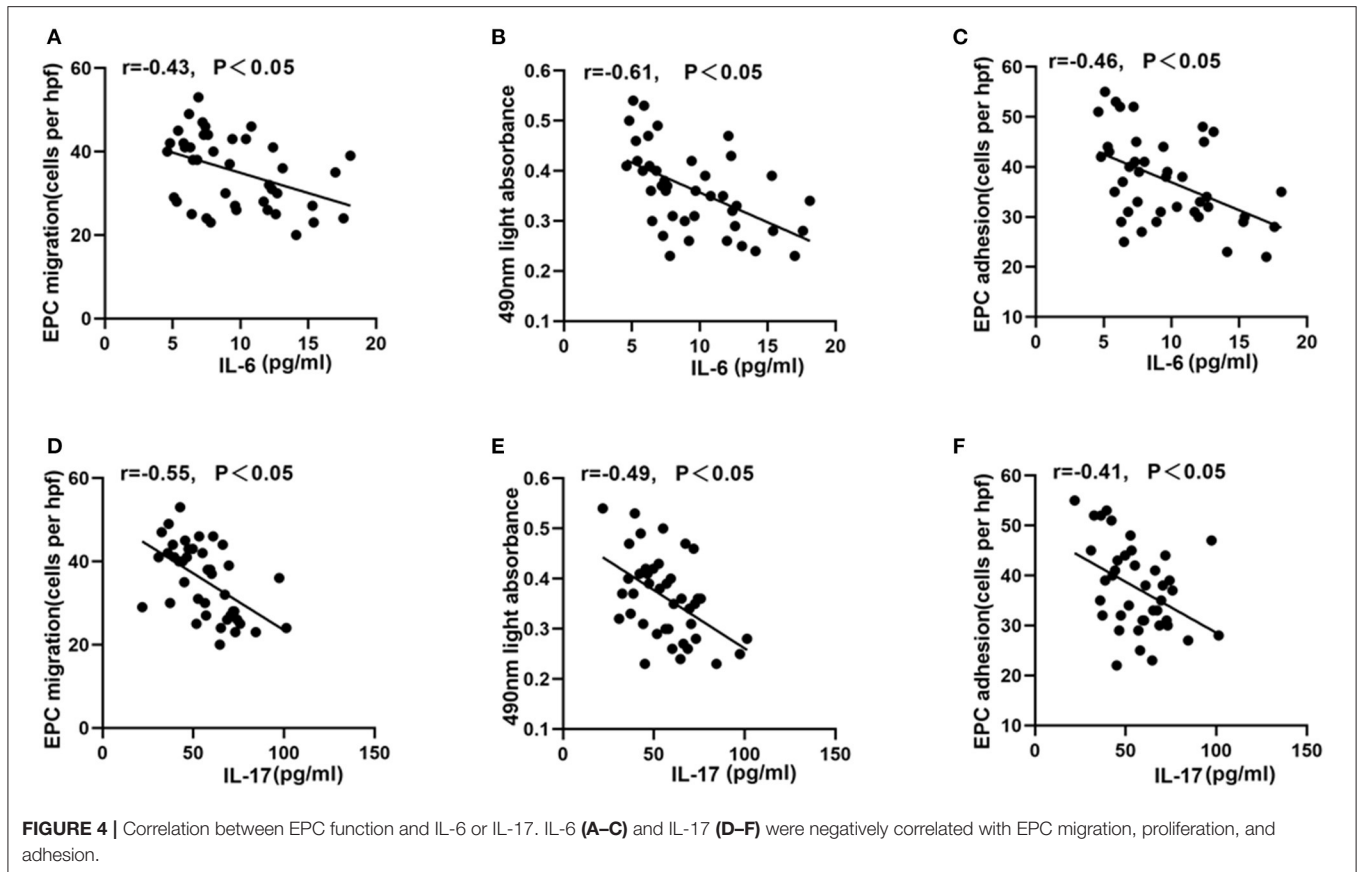 A
r=-0.43, P<0.05
EPC migration(cells per hpf)
60
40
20
0
0 5 10 15 20
IL-6 (pg/ml)
B
r=-0.61, P<0.05
490nm light absorbance
0.6
0.5
0.4
0.3
0.2
0.1
0 5 10 15 20
IL-6 (pg/ml)
C
r=-0.46, P<0.05
EPC adhesion(cells per hpf)
60
50
40
30
20
10
0 5 10 15 20
IL-6 (pg/ml)
D
r=-0.55, P<0.05
EPC migration(cells per hpf)
60
40
20
0
0 50 100 150
IL-17(pg/ml)
E
r=-0.49, P<0.05
490nm light absorbance
0.6
0.5
0.4
0.3
0.2
0.1
0 50 100 150
IL-17 (pg/ml)
F
r=-0.41, P<0.05
EPC adhesion(cells per hpf)
60
50
40
30
20
10
0 50 100 150
IL-17 (pg/ml)
FIGURE 4 | Correlation between EPC function and IL-6 or IL-17. IL-6 (A–C) and IL-17 (D–F) were negatively correlated with EPC migration, proliferation, and
adhesion.